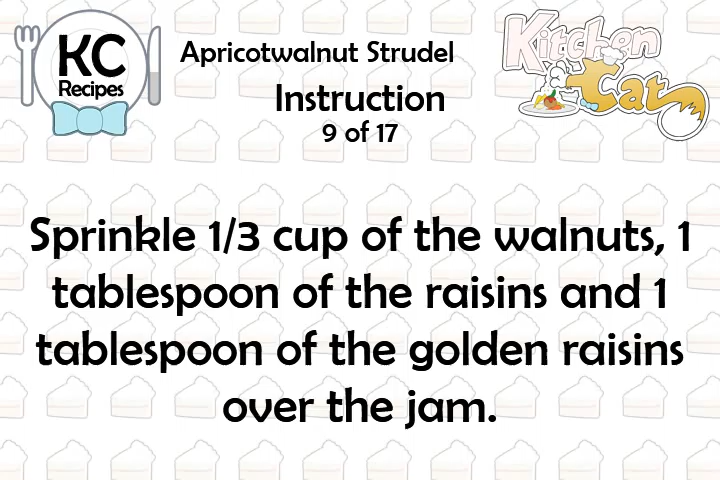 KC
Recipes
Apricotwalnut Strudel
Instruction
9 of 17
Kitchen
Cat
Sprinkle 1/3 cup of the walnuts, 1
tablespoon of the raisins and 1
tablespoon of the golden raisins
over the jam.